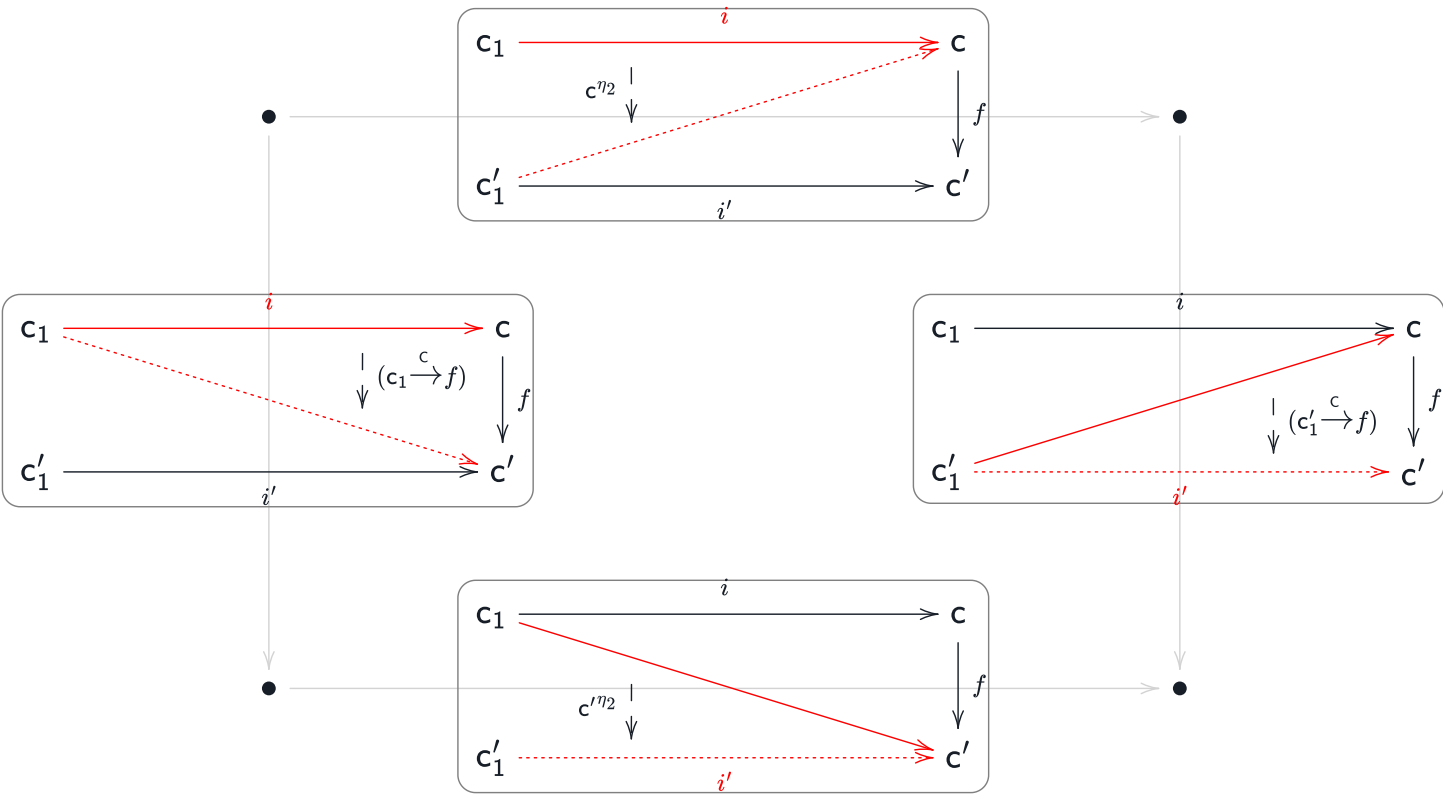 i
c₁ c
c^η₂
f
c′₁ c′
i′
i
c₁ c
(c₁ →^C f)
f
c′₁ c′
i′
i
c₁ c
(c′₁ →^C f)
f
c′₁ c′
i′
i
c₁ c
c′^η₂
f
c′₁ c′
i′